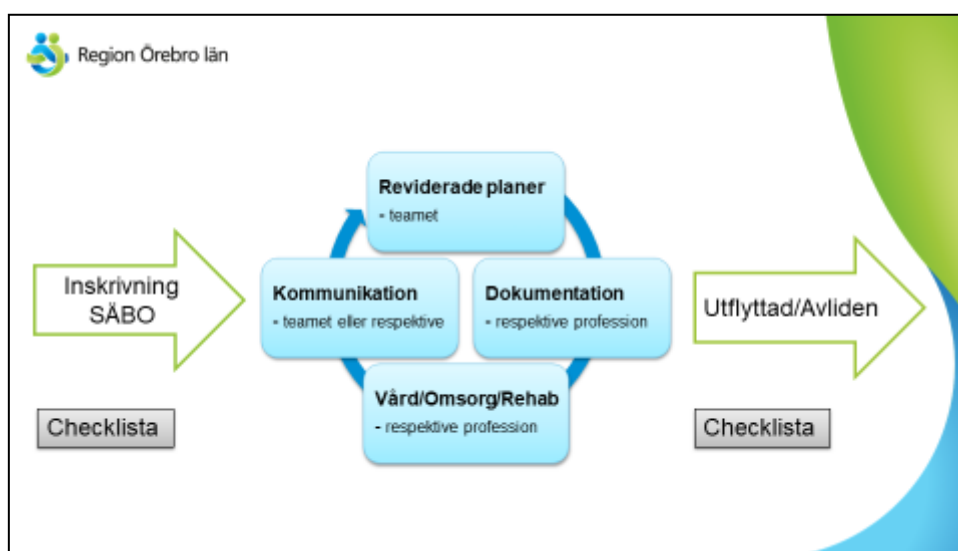 Region Örebro län
Reviderade planer
- teamet
Inskrivning
SÄBO
Kommunikation
- teamet eller respektive
Dokumentation
- respektive profession
Utflyttad/Avliden
Vård/Omsorg/Rehab
- respektive profession
Checklista
Checklista